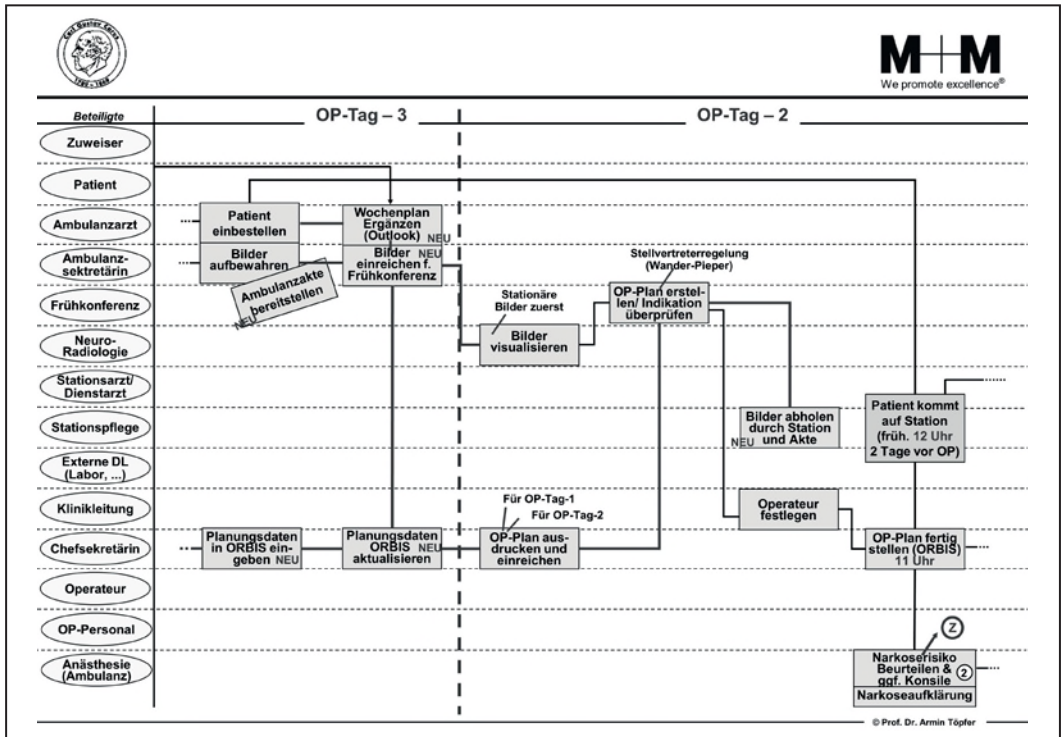 Carl Gustav Carus
M+M
We promote excellence®
Beteiligte
OP-Tag – 3
OP-Tag – 2
Zuweiser
Patient
Ambulanzarzt
Patient
einbestellen
Wochenplan
Ergänzen
(Outlook) NEU
Ambulanz-
sekretärin
Bilder
aufbewahren
Bilder NEU
einreichen f.
Frühkonferenz
Ambulanzakte
bereitstellen
NEU
Stellvertreterregelung
(Wander-Pieper)
Frühkonferenz
Stationäre
Bilder zuerst
OP-Plan erstel-
len/ Indikation
überprüfen
Neuro-
Radiologie
Bilder
visualisieren
Stationsarzt/
Dienstarzt
Stationspflege
Bilder abholen
durch Station
NEU und Akte
Patient kommt
auf Station
(früh. 12 Uhr
2 Tage vor OP)
Externe DL
(Labor, ...)
Klinikleitung
Für OP-Tag-1
Für OP-Tag-2
Operateur
festlegen
Chefsekretärin
Planungsdaten
in ORBIS ein-
geben NEU
Planungsdaten
ORBIS NEU
aktualisieren
OP-Plan aus-
drucken und
einreichen
OP-Plan fertig
stellen (ORBIS)
11 Uhr
Operateur
OP-Personal
Z
Anästhesie
(Ambulanz)
Narkoserisiko
Beurteilen &
ggf. Konsile
2
Narkoseaufklärung
© Prof. Dr. Armin Töpfer